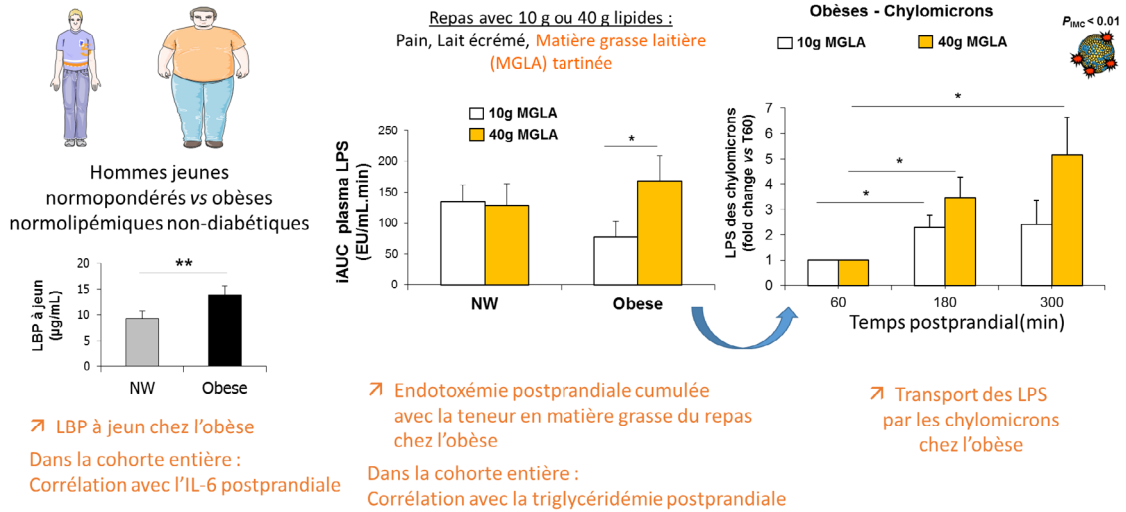 Hommes jeunes
normopondérés vs obèses
normolipémiques non-diabétiques
LBP à jeun
(µg/mL)
20
15
10
5
0
**
NW
Obese
↗ LBP à jeun chez l'obèse
Dans la cohorte entière :
Corrélation avec l'IL-6 postprandiale
Repas avec 10 g ou 40 g lipides :
Pain, Lait écrémé, Matière grasse laitière
(MGLA) tartinée
10g MGLA
40g MGLA
iAUC plasma LPS
(EU/mL.min)
250
200
150
100
50
0
*
NW
Obese
↗ Endotoxémie postprandiale cumulée
avec la teneur en matière grasse du repas
chez l'obèse
Dans la cohorte entière :
Corrélation avec la triglycéridémie postprandiale
Obèses - Chylomicrons
10g MGLA
40g MGLA
PIMC < 0.01
LPS des chylomicrons
(fold change vs T60)
7
6
5
4
3
2
1
0
*
*
*
60
180
300
Temps postprandial(min)
↗ Transport des LPS
par les chylomicrons
chez l'obèse